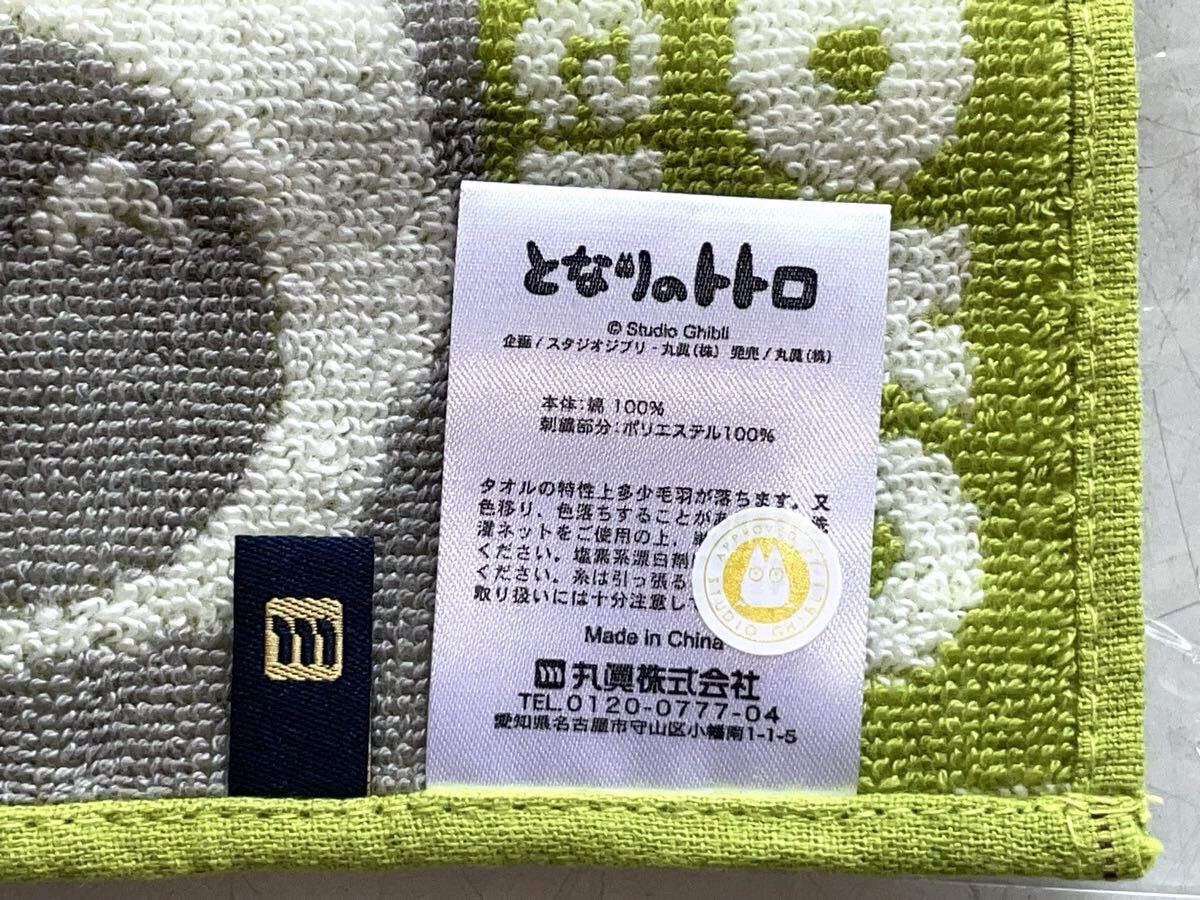 となりのトトロ
© Studio Ghibli
企画/スタジオジブリ・丸眞(株) 発売/丸眞(株)
本体:綿 100%
刺繍部分:ポリエステル100%
タオルの特性上多少毛羽が落ちます。又
色移り、色落ちすることが
濯ネットをご使用の上、
ください。塩素系漂白剤
ください。糸は引っ張る
取り扱いには十分注意し
APPROVED BY STUDIO GHIBLI
Made in China
丸眞株式会社
TEL.0120-0777-04
愛知県名古屋市守山区小幡南1-1-5